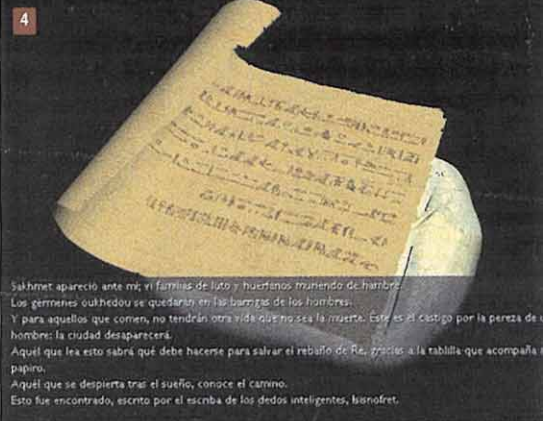 4
Sakhmet apareció ante mí; vi familias de luto y huérfanos muriendo de hambre.
Los gérmenes oukhedou se quedarán en las barrigas de los hombres.
Y para aquellos que comen, no tendrán otra vida que no sea la muerte. Éste es el castigo por la pereza de
hombre: la ciudad desaparecerá.
Aquél que lea esto sabrá qué debe hacerse para salvar el rebaño de Re, gracias a la tablilla que acompaña
papiro.
Aquél que se despierta tras el sueño, conoce el camino.
Esto fue encontrado, escrito por el escriba de los dedos inteligentes, Isisnofret.